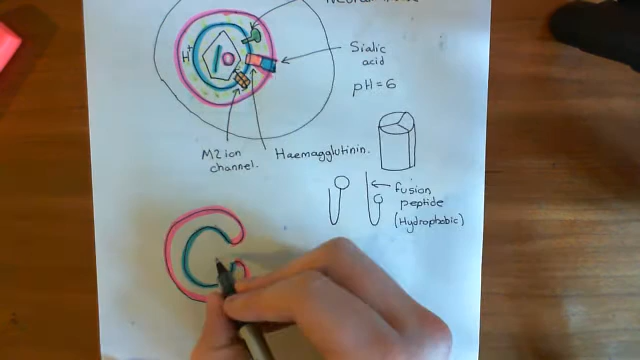 Sialic
acid
H+
pH=6
M2 ion
channel.
Haemagglutinin.
fusion
peptide
(Hydrophobic)